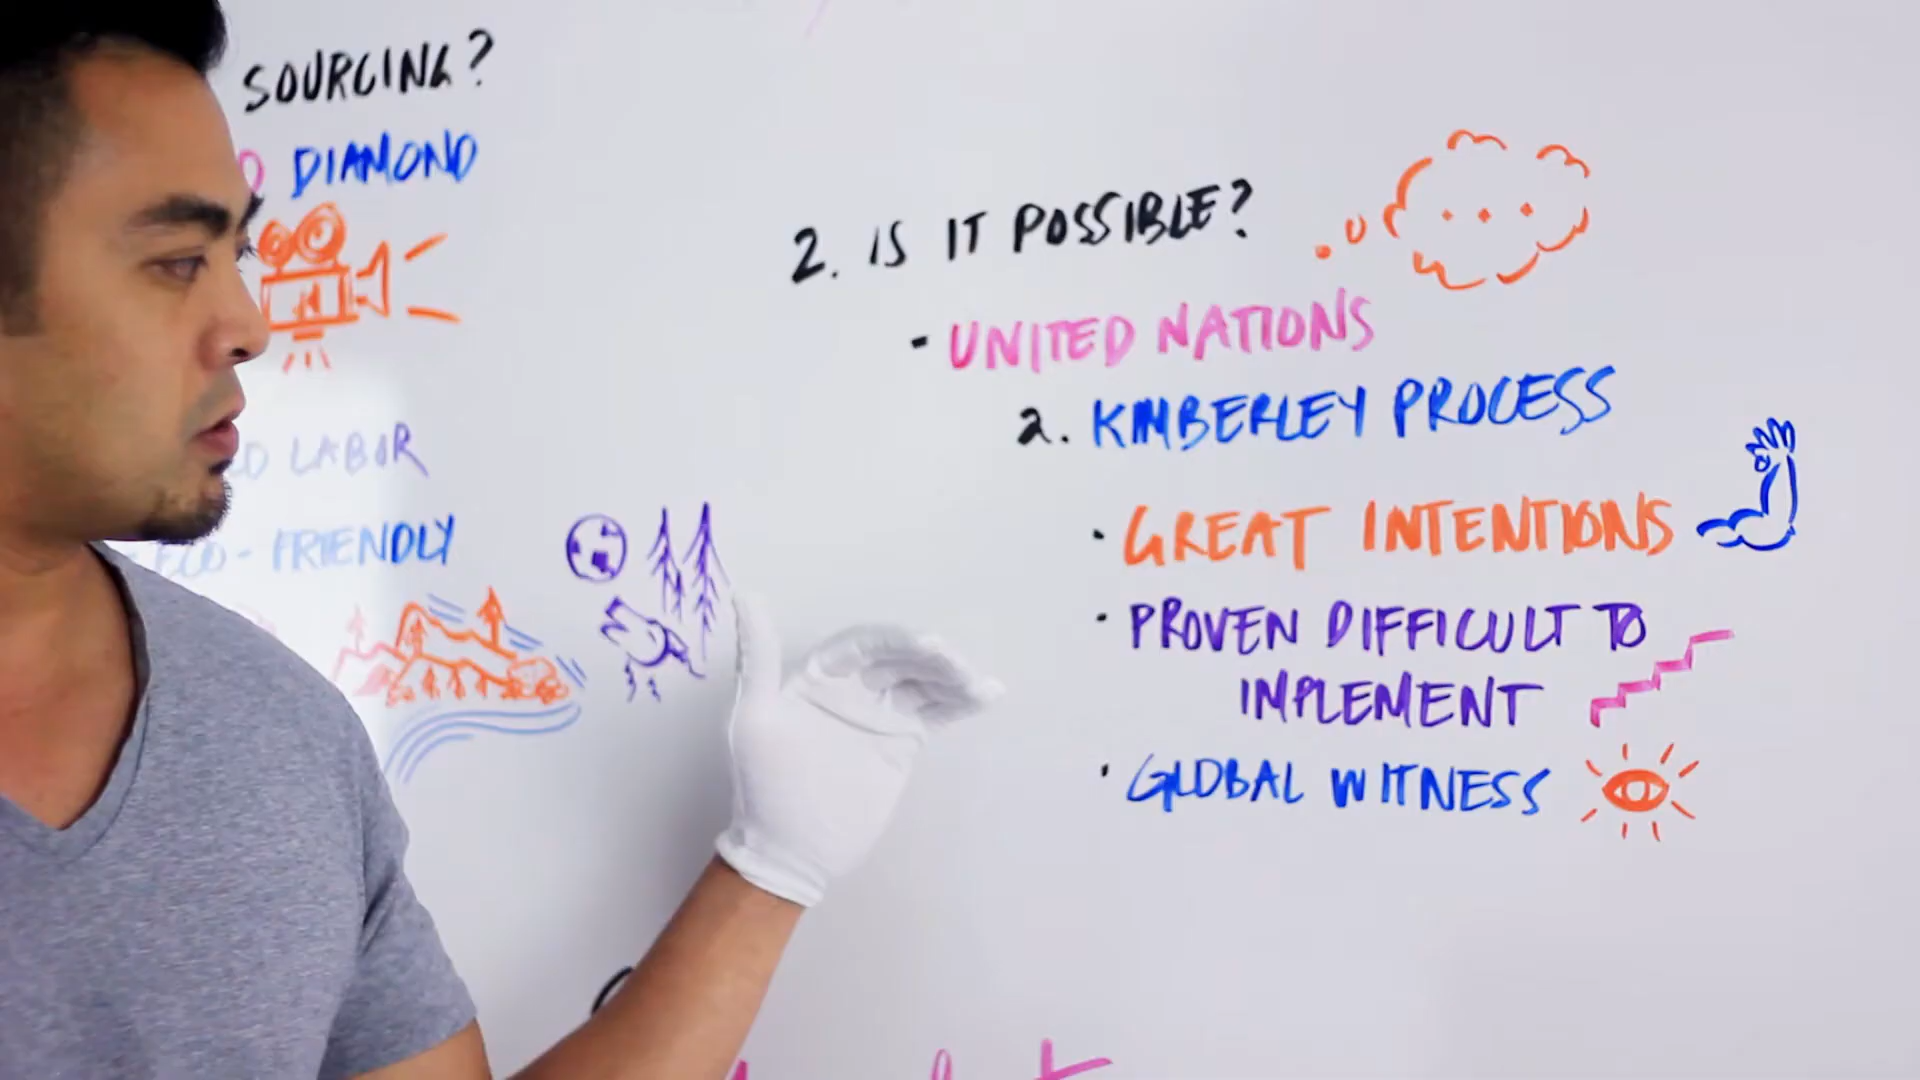 SOURCING?
DIAMOND
LABOR
ECO-FRIENDLY
2. IS IT POSSIBLE?
- UNITED NATIONS
2. KIMBERLEY PROCESS
· GREAT INTENTIONS
· PROVEN DIFFICULT TO
IMPLEMENT
· GLOBAL WITNESS